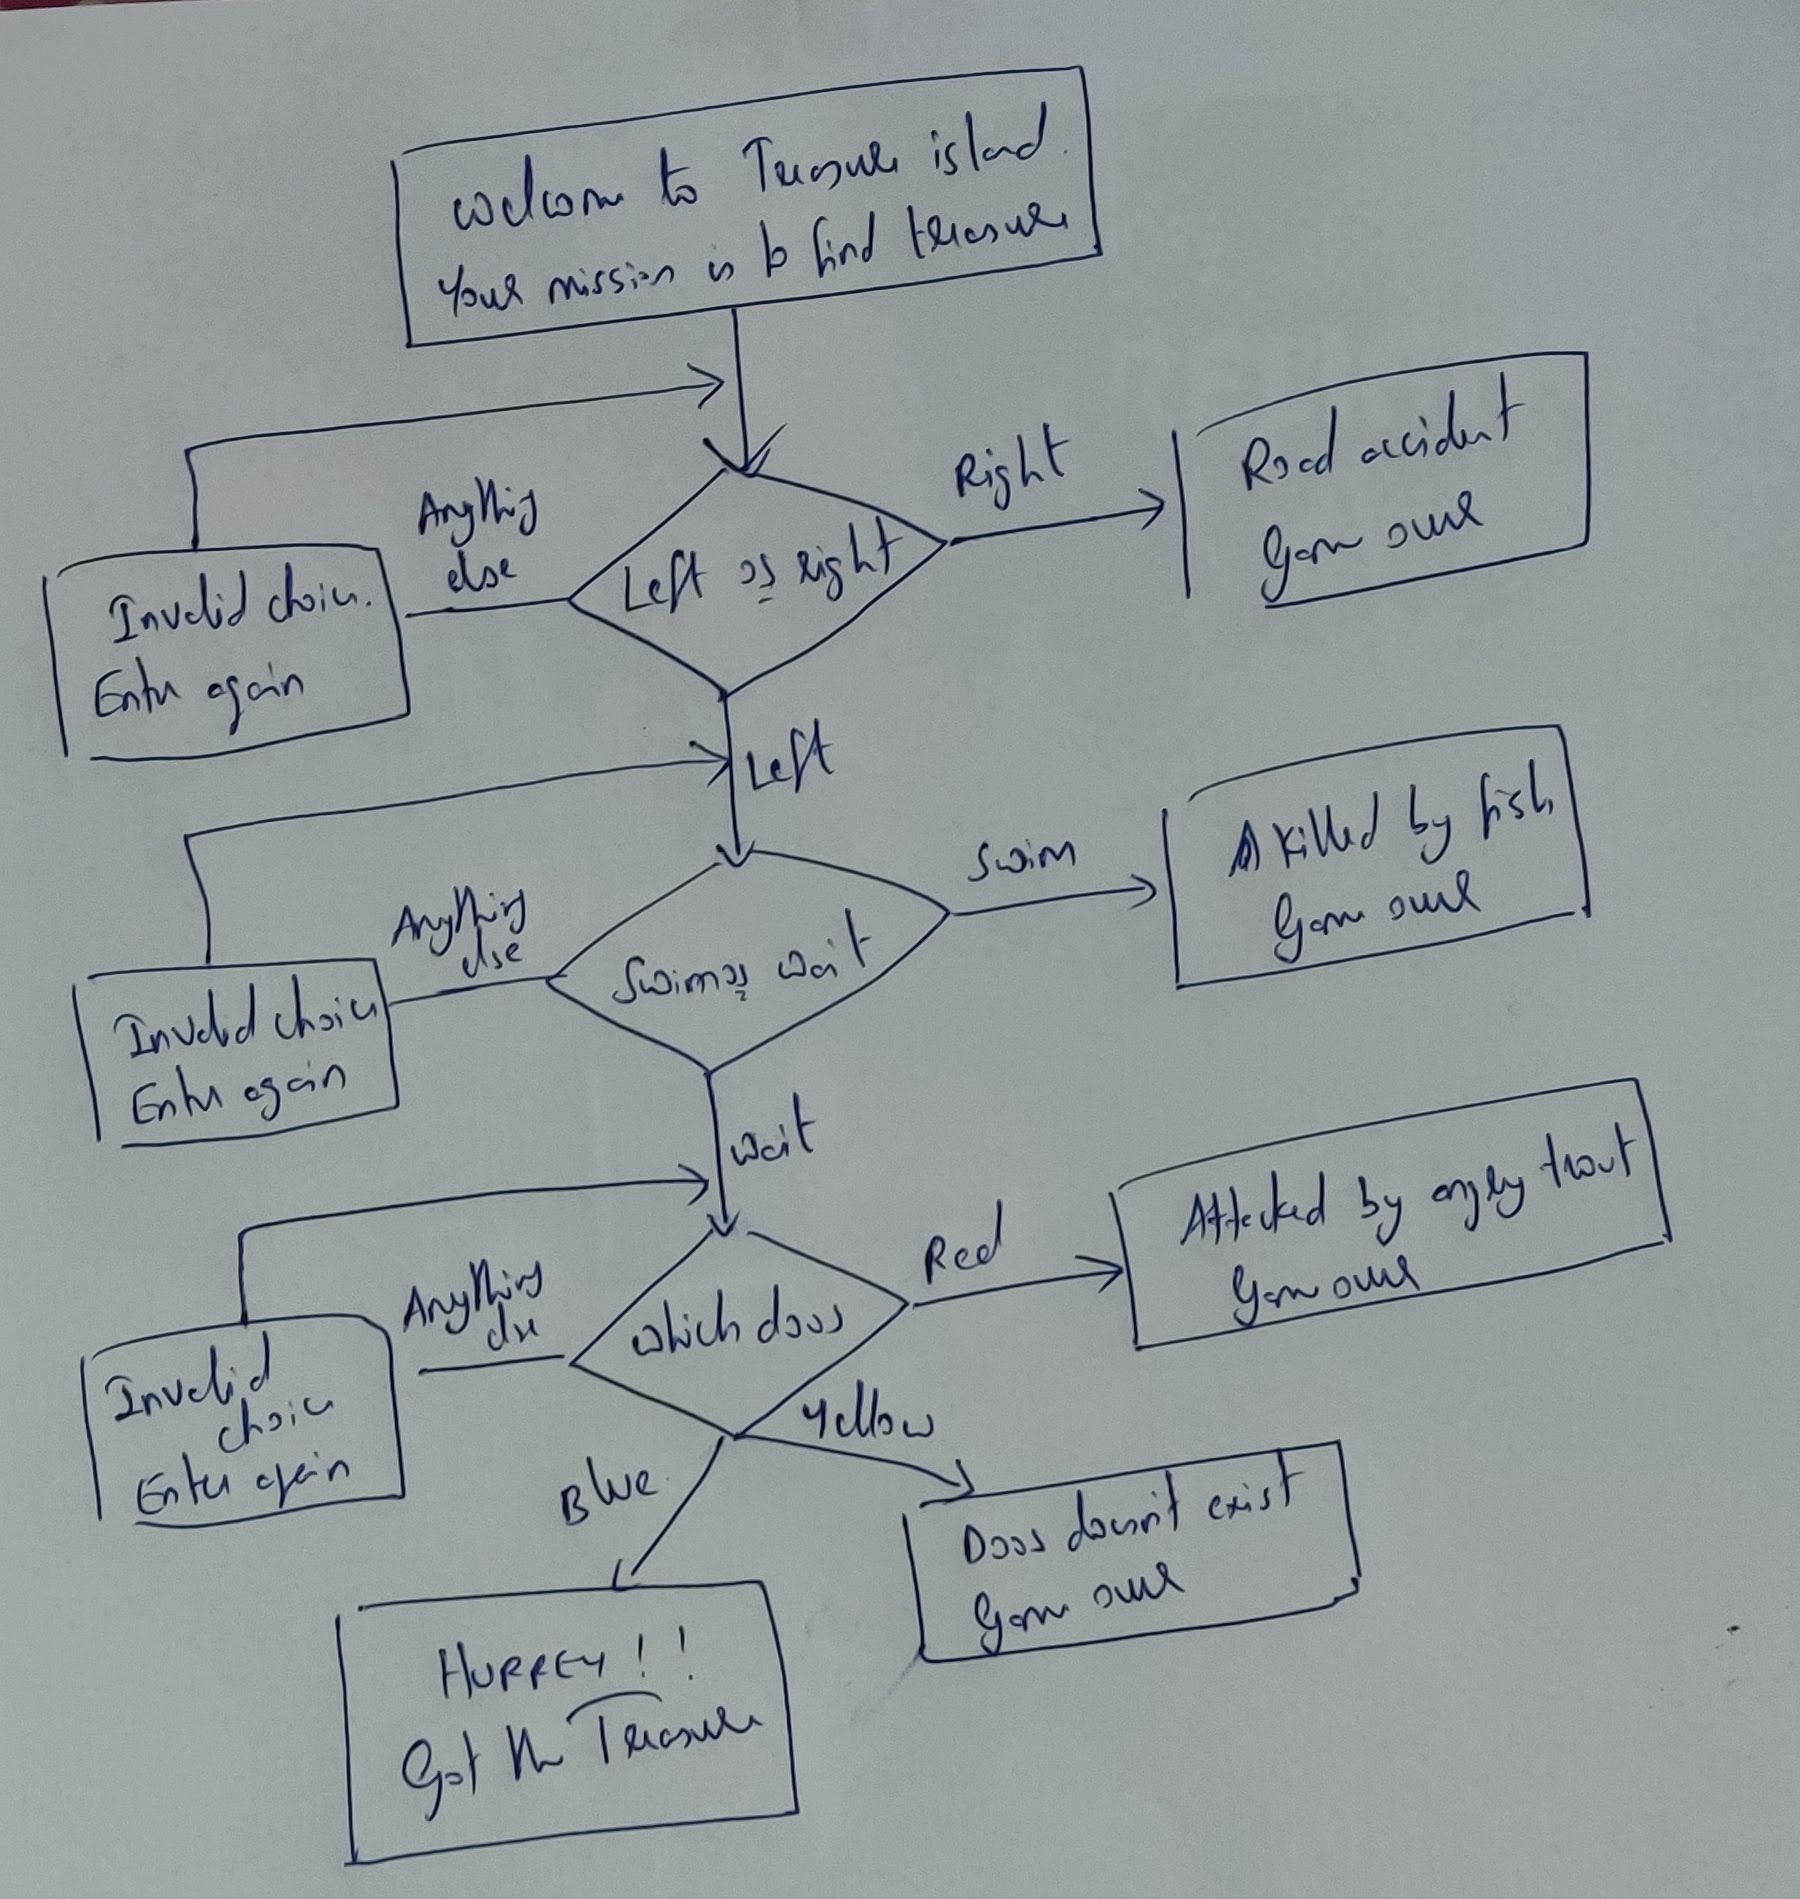 Welcome to Treasure island.
Your mission is to find treasure
Right
Road accident
Game over
Anything
else
Left or right
Invalid choice.
Enter again
Left
Swim
Killed by fish
Game over
Anything
else
Swim or wait
Invalid choice
Enter again
wait
Red
Attacked by angry trout
Game over
Anything
else
which door
Invalid
choice
Enter again
Yellow
Blue
Door doesn't exist
Game over
HURREY!!
Got the Treasure